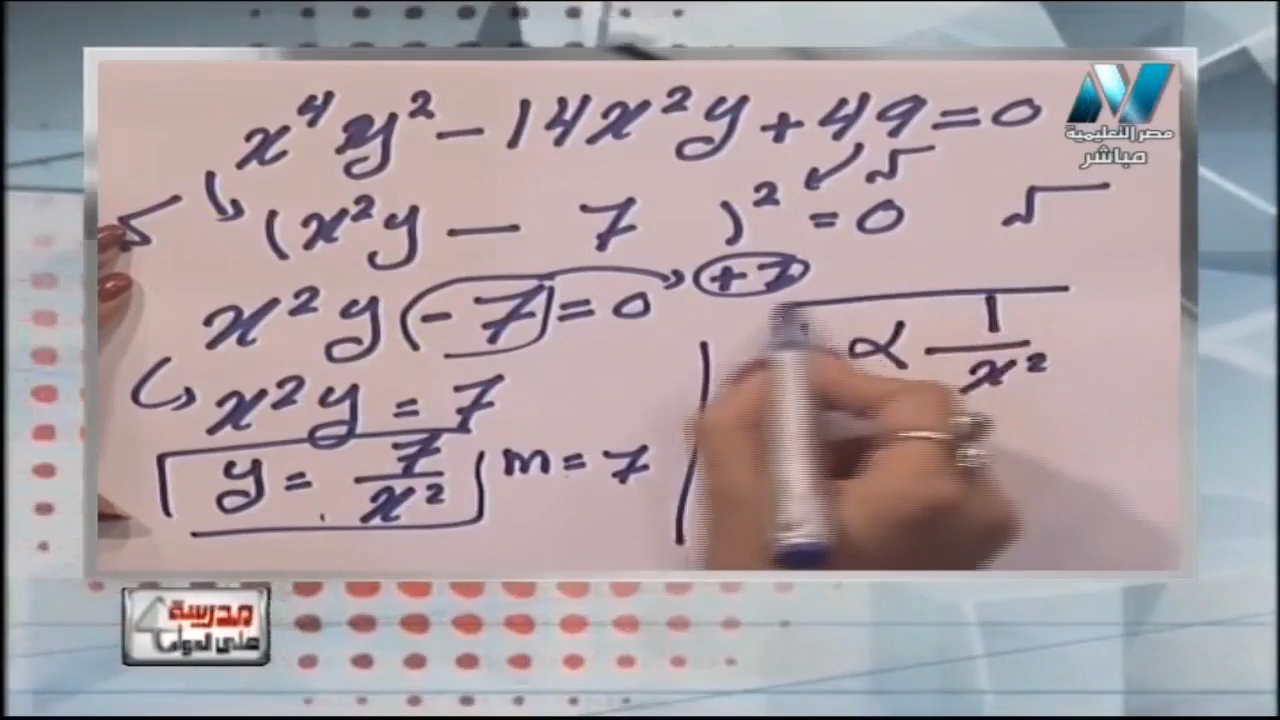 x⁴y² - 14x²y + 49 = 0
√ (x²y - 7 )² = 0 √
x²y - 7 = 0 + 7
x²y = 7
y = 7/x² m = 7
∝ 1/x²
مصر التعليمية
مباشر
مدرسة
على الهواء